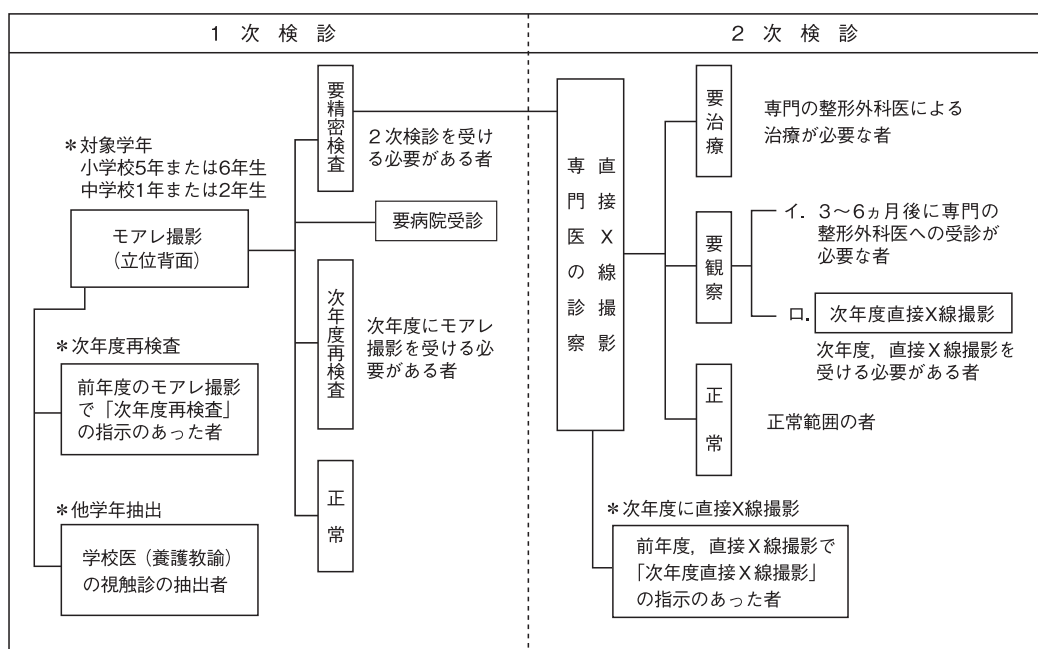 1次検診
2次検診
*対象学年
小学校5年または6年生
中学校1年または2年生
モアレ撮影
(立位背面)
*次年度再検査
前年度のモアレ撮影
で「次年度再検査」
の指示のあった者
*他学年抽出
学校医(養護教諭)
の視触診の抽出者
要精密検査
2次検診を受け
る必要がある者
要病院受診
次年度再検査
次年度にモアレ
撮影を受ける必
要がある者
正常
直接X線撮影
専門医の診察
*次年度に直接X線撮影
前年度,直接X線撮影で
「次年度直接X線撮影」
の指示のあった者
要治療
専門の整形外科医による
治療が必要な者
要観察
イ.3〜6ヵ月後に専門の
整形外科医への受診が
必要な者
ロ.次年度直接X線撮影
次年度,直接X線撮影を
受ける必要がある者
正常
正常範囲の者